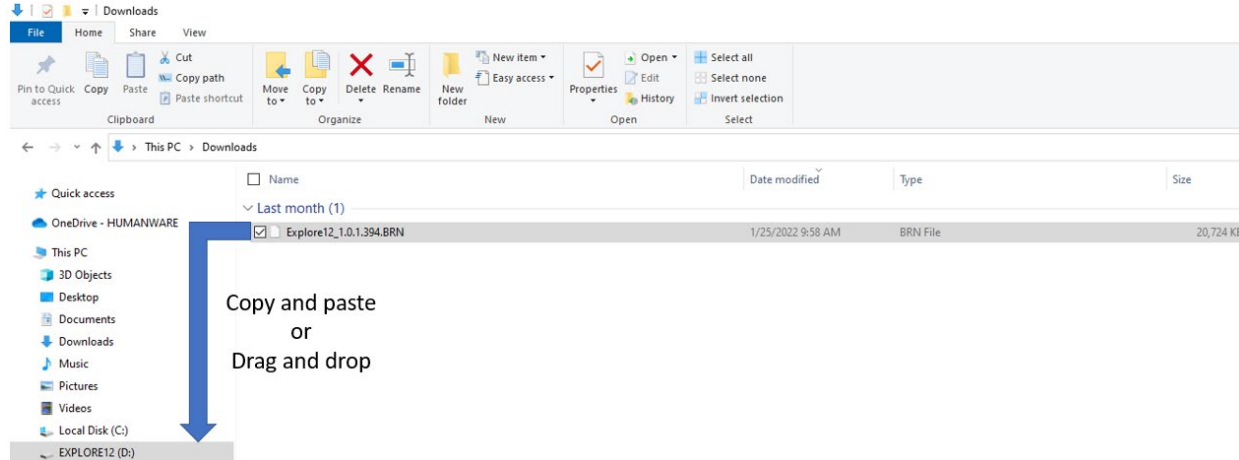 Downloads
File Home Share View
Pin to Quick access
Copy
Paste
Cut
Copy path
Paste shortcut
Clipboard
Move to
Copy to
Delete
Rename
Organize
New folder
New item
Easy access
New
Properties
Open
Edit
History
Open
Select all
Select none
Invert selection
Select
This PC > Downloads
Name Date modified Type Size
Last month (1)
Explore12_1.0.1.394.BRN 1/25/2022 9:58 AM BRN File 20,724 KB
Quick access
OneDrive - HUMANWARE
This PC
3D Objects
Desktop
Documents
Downloads
Music
Pictures
Videos
Local Disk (C:)
EXPLORE12 (D:)
Copy and paste
or
Drag and drop